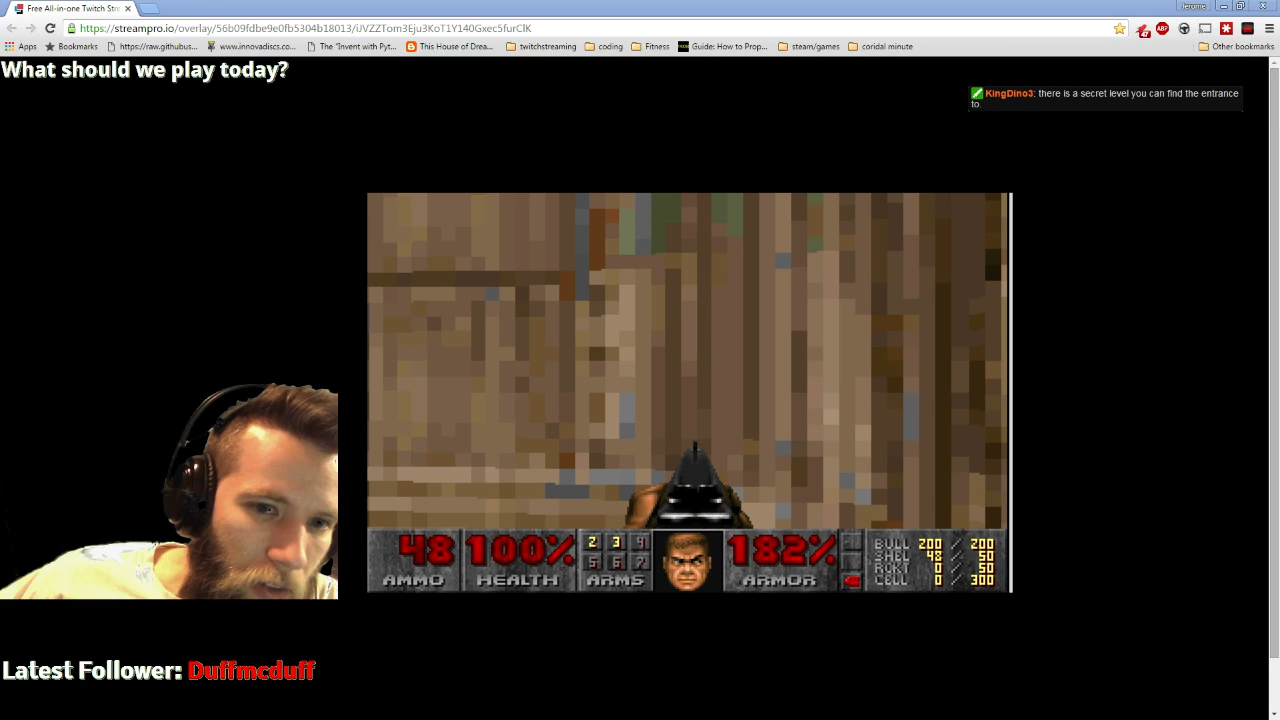 Free All-in-one Twitch Stre
Jerome
https://streampro.io/overlay/56b09fdbe9e0fb5304b18013/
Apps
Bookmarks
https://raw.githubus...
www.innovadiscs.co...
The 'Invent with Pyt...
This House of Drea...
twitchstreaming
coding
Fitness
Guide: How to Prop...
steam/games
coridal minute
Other bookmarks
What should we play today?
KingDino3: there is a secret level you can find the entrance
to.
48 100% 2 3 182%
5 6 7
AMMO HEALTH ARMS ARMOR
BULL 200 / 200
SHEL 48 / 50
RCKT 0 / 50
CELL 0 / 300
Latest Follower: Duffmcduff